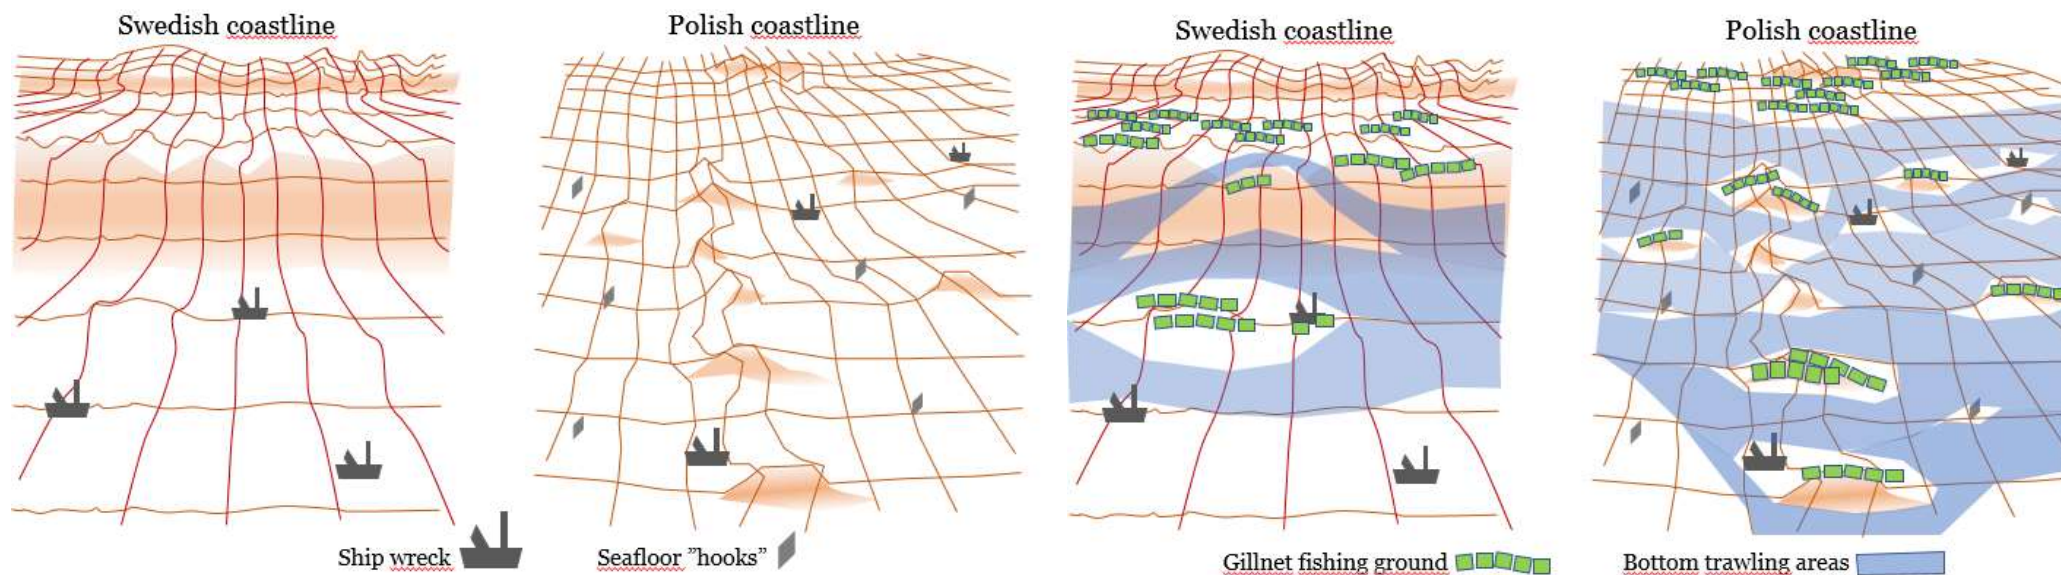 Swedish coastline
Polish coastline
Swedish coastline
Polish coastline
Ship wreck
Seafloor ”hooks”
Gillnet fishing ground
Bottom trawling areas